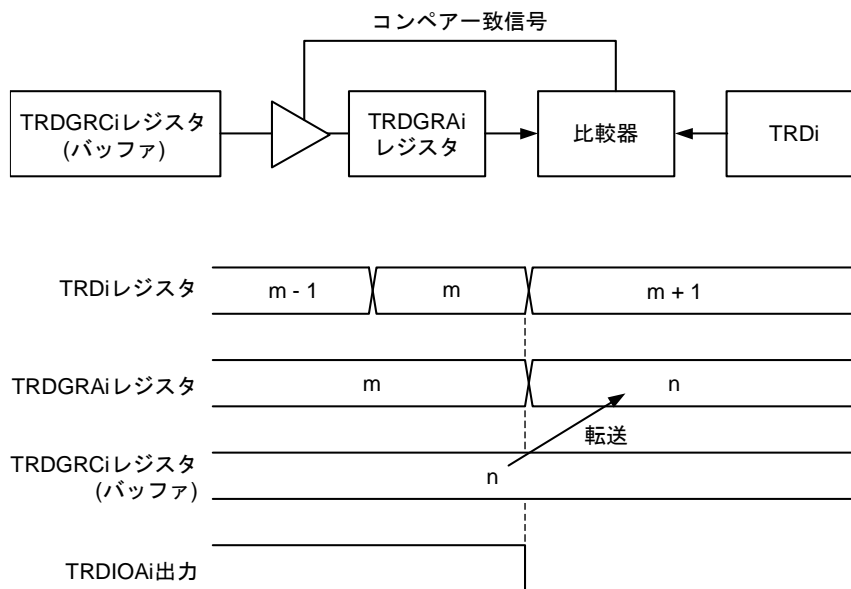 コンペア一致信号
TRDGRCiレジスタ
(バッファ)
TRDGRAi
レジスタ
比較器
TRDi
TRDiレジスタ
m - 1
m
m + 1
TRDGRAiレジスタ
m
n
転送
TRDGRCiレジスタ
(バッファ)
n
TRDIOAi出力